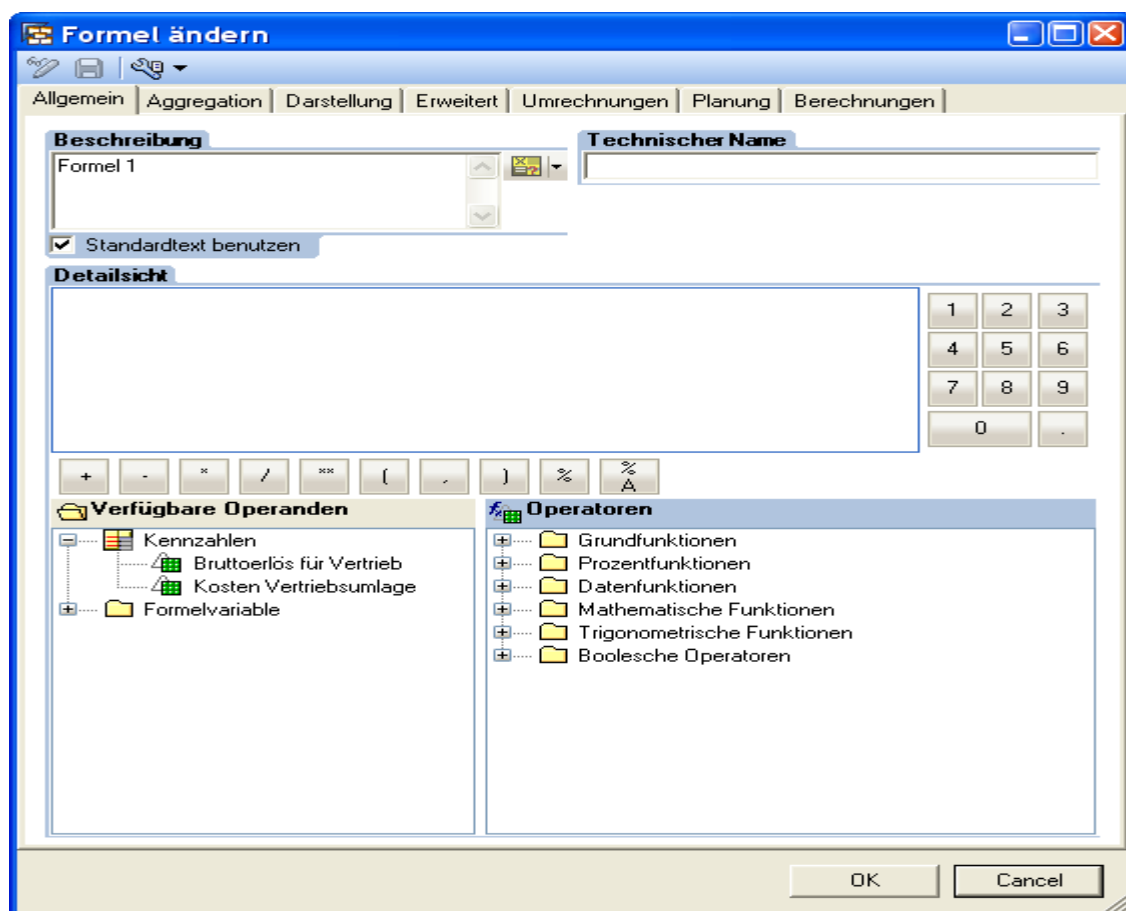 Formel ändern
Allgemein Aggregation Darstellung Erweitert Umrechnungen Planung Berechnungen
Beschreibung Technischer Name
Formel 1
Standardtext benutzen
Detailsicht
1 2 3
4 5 6
7 8 9
0 .
+ - * / ** ( , ) % %A
Verfügbare Operanden
Kennzahlen
Bruttoerlös für Vertrieb
Kosten Vertriebsumlage
Formelvariable
Operatoren
Grundfunktionen
Prozentfunktionen
Datenfunktionen
Mathematische Funktionen
Trigonometrische Funktionen
Boolesche Operatoren
OK Cancel